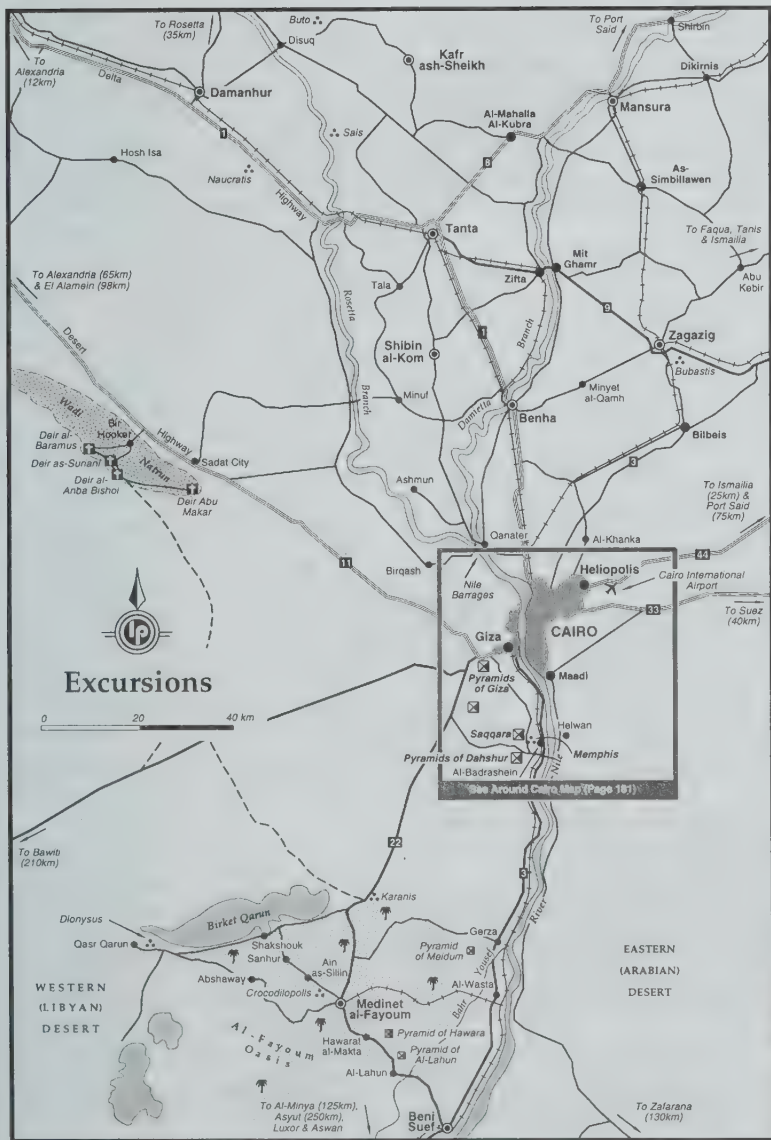 To Rosetta
(35km)
Buto
Disuq
To Port
Said
Shirbin
To
Alexandria
(12km)
Delta
Damanhur
Kafr
ash-Sheikh
Dikirnis
Mansura
Al-Mahalla
Al-Kubra
1
Sais
8
Hosh Isa
Naucratis
Highway
As-
Simbillawen
Tanta
To Faqua, Tanis
& Ismailia
Mit
Ghamr
Zifta
Abu
Kebir
To Alexandria (65km)
& El Alamein (98km)
Tala
Rosetta
Branch
Desert
Highway
Shibin
al-Kom
1
Branch
9
Zagazig
Bubastis
Minuf
Damietta
Minyet
al-Qamh
Benha
Wadi
Natrun
Bir
Hooker
Deir al-
Baramus
Deir as-Sunani
Deir al-
Anba Bishoi
Deir Abu
Makar
Sadat City
Bilbeis
3
Ashmun
To Ismailia
(25km) &
Port Said
(75km)
Qanater
Al-Khanka
11
Birqash
Nile
Barrages
44
Heliopolis
Cairo International
Airport
33
To Suez
(40km)
CAIRO
Giza
LP
Excursions
0 20 40 km
Pyramids
of Giza
Maadi
Saqqara
Helwan
Memphis
Pyramids of Dahshur
Al-Badrashein
Nile
River
See Around Cairo Map (Page 181)
To Bawiti
(210km)
22
3
Karanis
Dionysus
Birket Qarun
Qasr Qarun
Shakshouk
Sanhur
Ain
as-Siliin
Gerza
Pyramid
of Meidum
Abshaway
Crocodilopolis
Bahr
Yousef
Al-Wasta
EASTERN
(ARABIAN)
DESERT
WESTERN
(LIBYAN)
DESERT
Medinet
al-Fayoum
Al-Fayoum
Oasis
Hawarat
al-Makta
Pyramid of Hawara
Pyramid of
Al-Lahun
Al-Lahun
To Al-Minya (125km),
Asyut (250km),
Luxor & Aswan
Beni
Suef
To Zafarana
(130km)